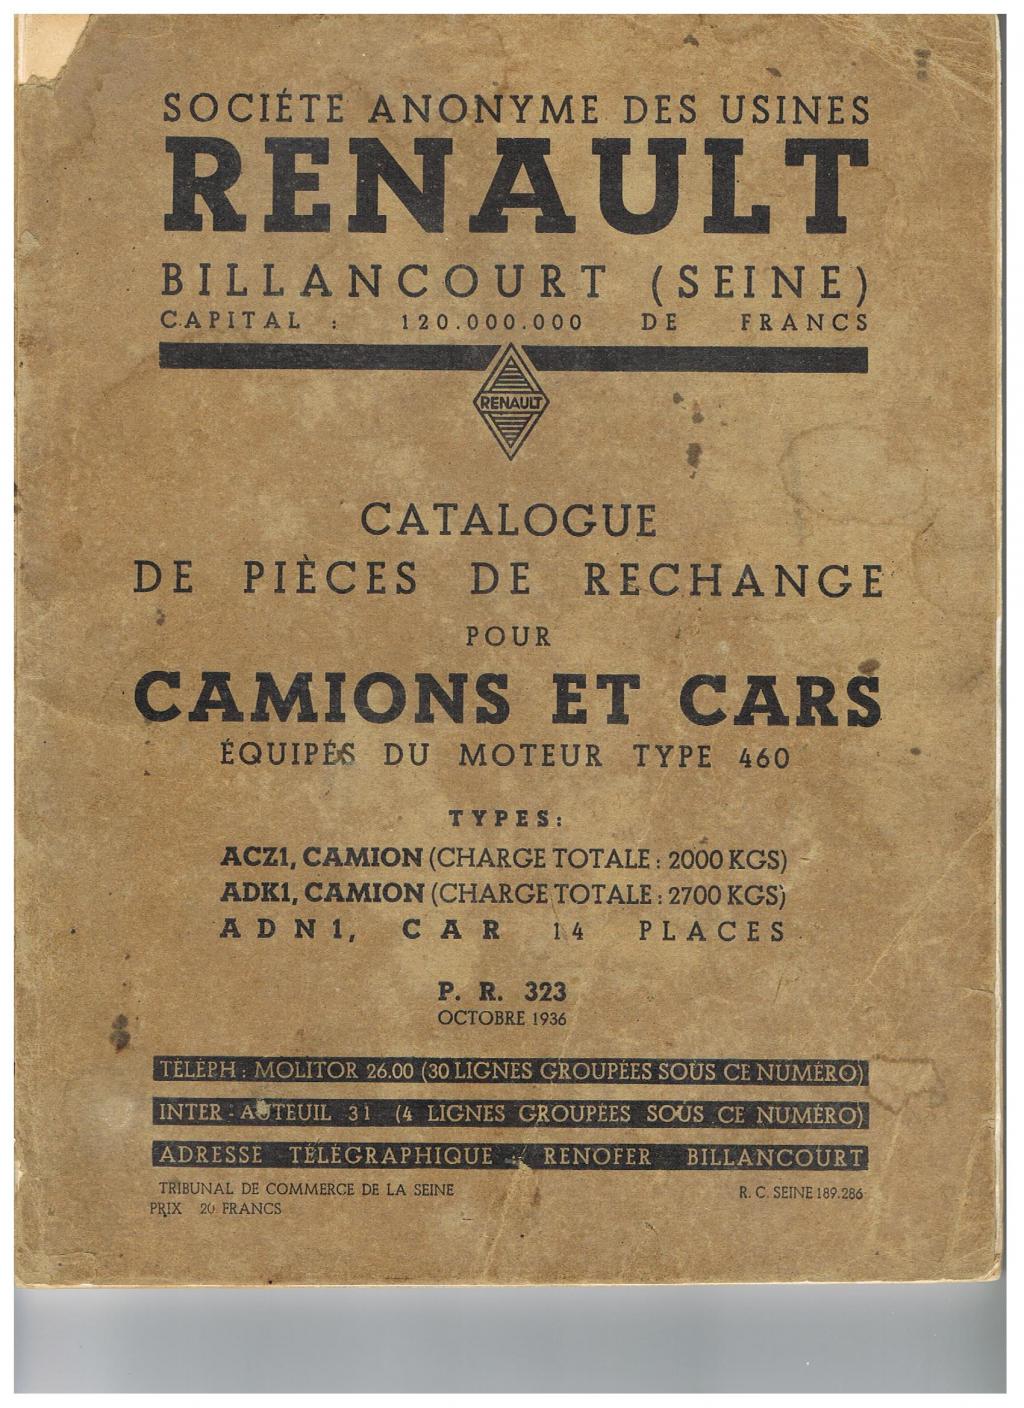 SOCIÉTE ANONYME DES USINES
RENAULT
BILLANCOURT (SEINE)
CAPITAL : 120.000.000 DE FRANCS
RENAULT
CATALOGUE
DE PIÈCES DE RECHANGE
POUR
CAMIONS ET CARS
ÉQUIPÉS DU MOTEUR TYPE 460
TYPES:
ACZ1, CAMION (CHARGE TOTALE : 2000 KGS)
ADK1, CAMION (CHARGE TOTALE : 2700 KGS)
ADN1, CAR 14 PLACES
P. R. 323
OCTOBRE 1936
TÉLÉPH : MOLITOR 26.00 (30 LIGNES GROUPÉES SOUS CE NUMÉRO)
INTER - AUTEUIL 31 (4 LIGNES GROUPÉES SOUS CE NUMÉRO)
ADRESSE TÉLÉGRAPHIQUE : RENOFER BILLANCOURT
TRIBUNAL DE COMMERCE DE LA SEINE
R. C. SEINE 189.286
PRIX 20 FRANCS